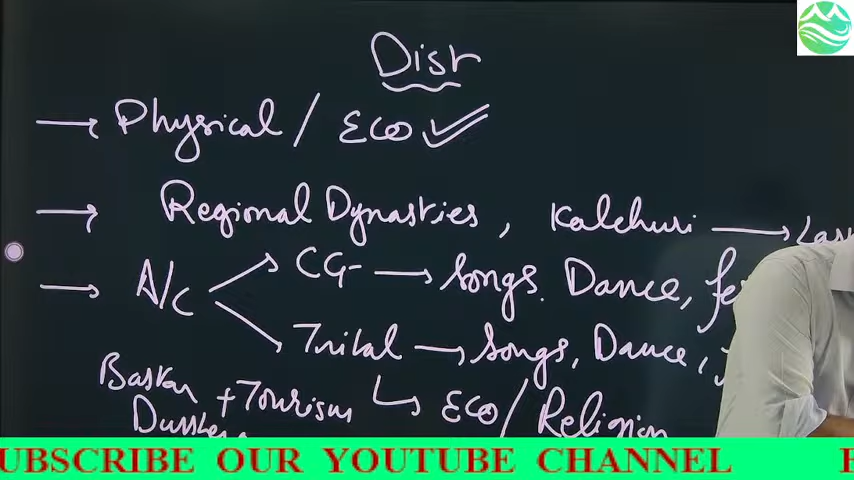 Dist
→ Physical / Eco ✓
→ Regional Dynasties, Kalchuri →
→ A/C
CG → Songs. Dance,
Tribal → Songs, Dance,
Eco / Religion
Bastar + Tourism
UBSCRIBE OUR YOUTUBE CHANNEL